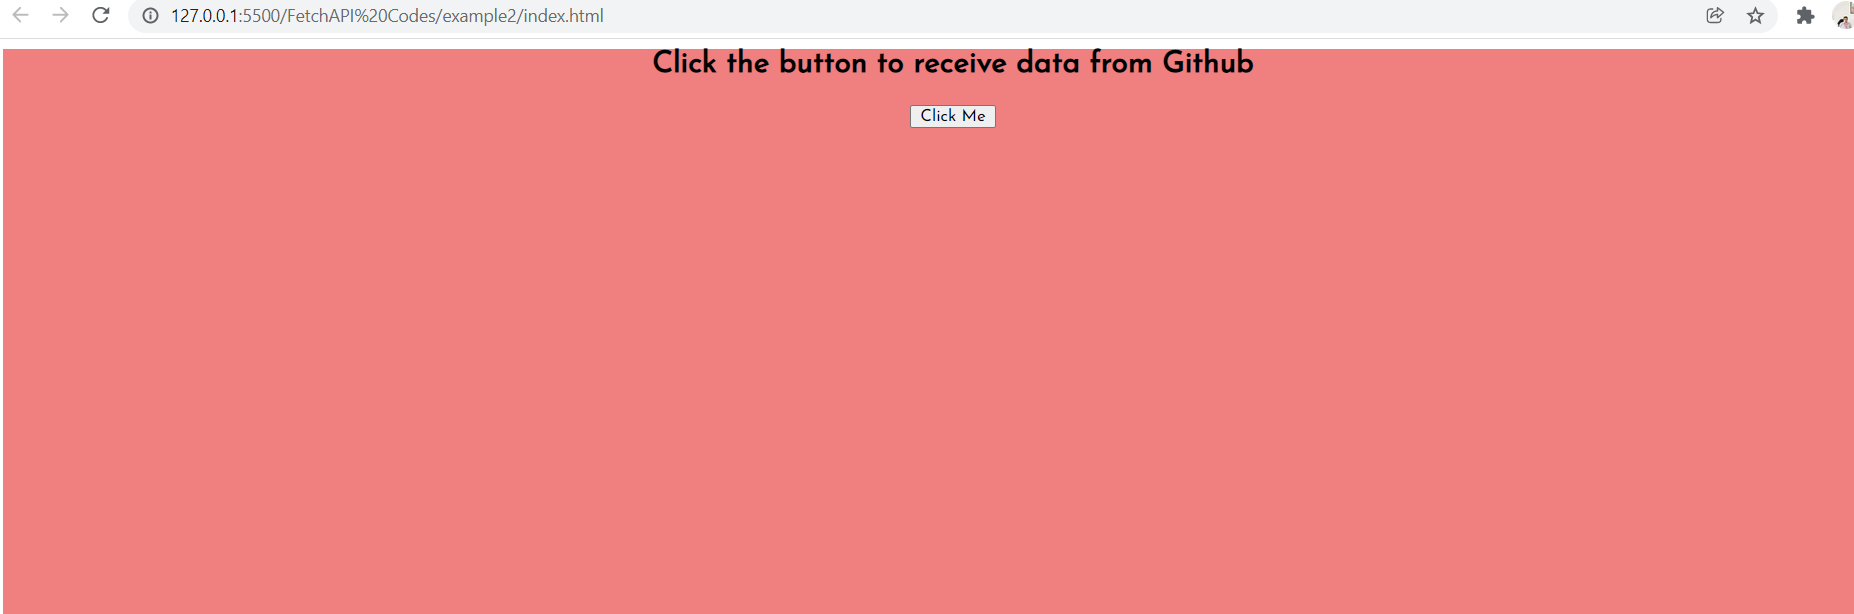 127.0.0.1:5500/FetchAPI%20Codes/example2/index.html
Click the button to receive data from Github
Click Me